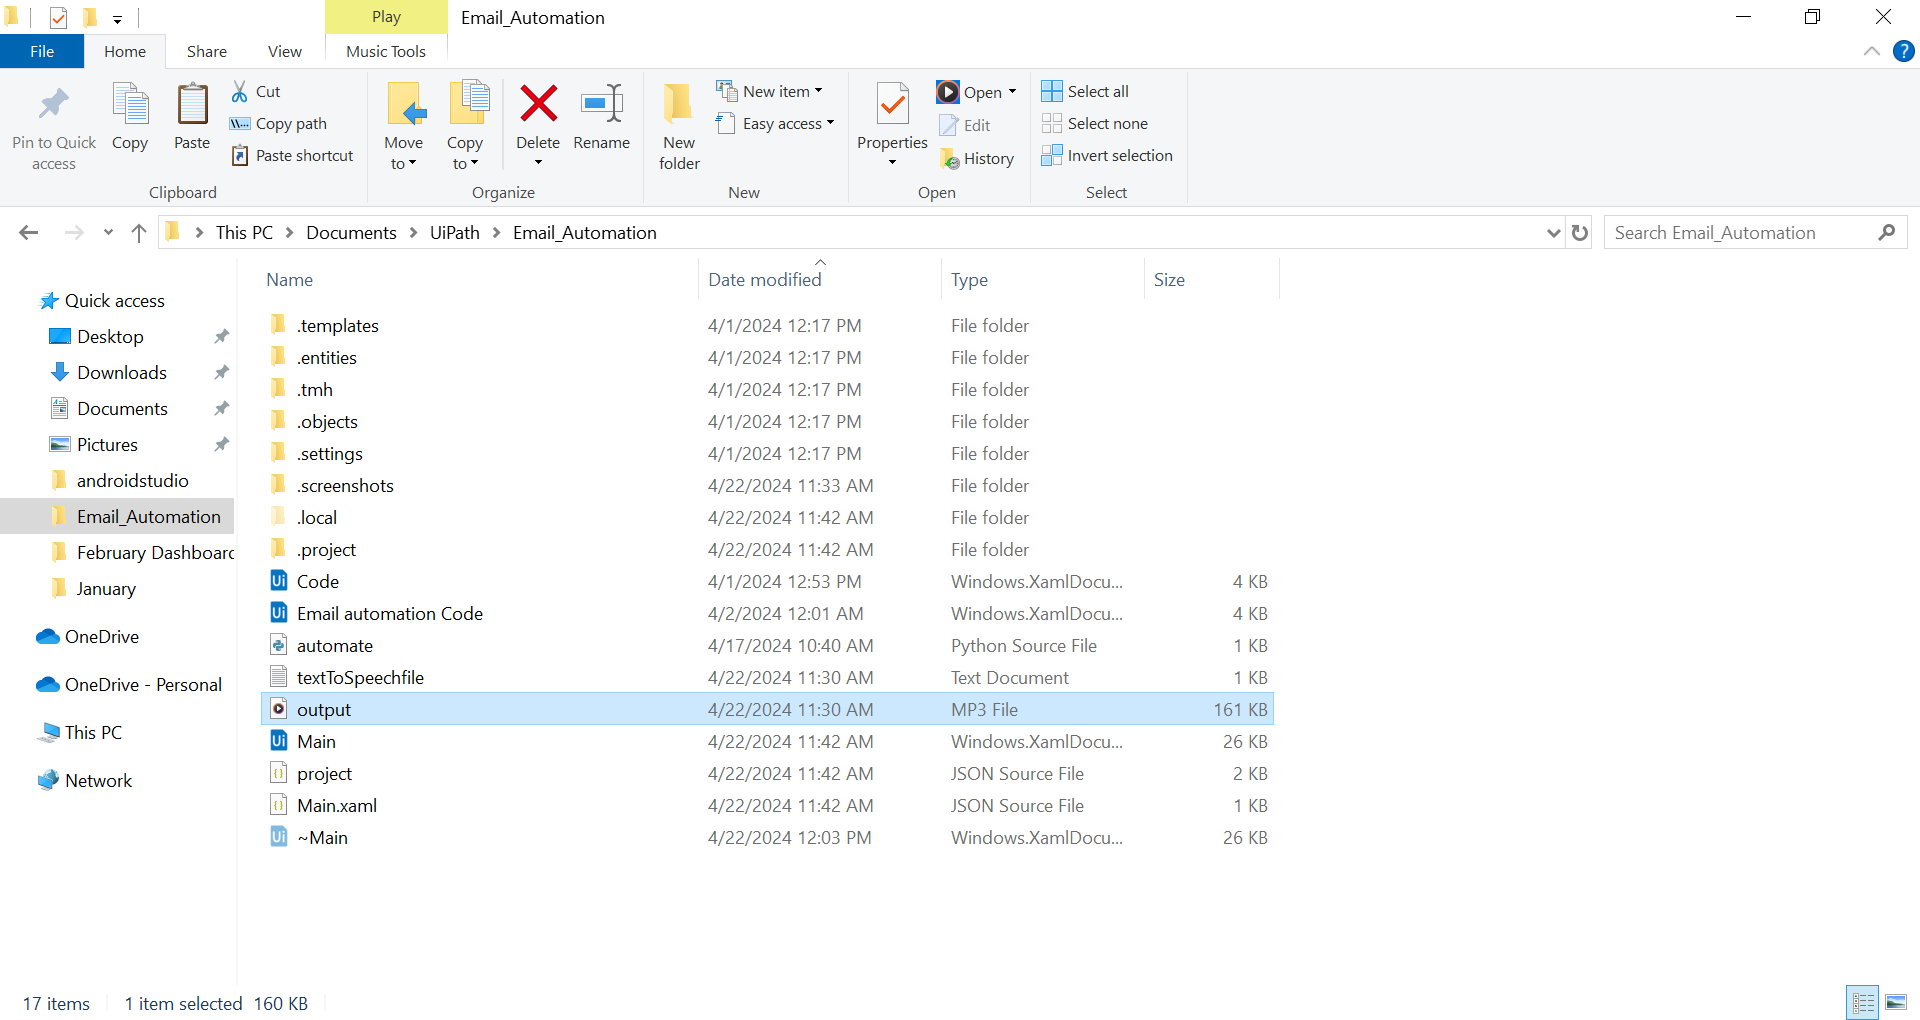 Play
Email_Automation
File
Home
Share
View
Music Tools
Pin to Quick access
Copy
Paste
Cut
Copy path
Paste shortcut
Clipboard
Move to
Copy to
Delete
Rename
Organize
New folder
New item
Easy access
New
Properties
Open
Edit
History
Open
Select all
Select none
Invert selection
Select
This PC > Documents > UiPath > Email_Automation
Search Email_Automation
Quick access
Desktop
Downloads
Documents
Pictures
androidstudio
Email_Automation
February Dashboard
January
OneDrive
OneDrive - Personal
This PC
Network
Name Date modified Type Size
.templates 4/1/2024 12:17 PM File folder
.entities 4/1/2024 12:17 PM File folder
.tmh 4/1/2024 12:17 PM File folder
.objects 4/1/2024 12:17 PM File folder
.settings 4/1/2024 12:17 PM File folder
.screenshots 4/22/2024 11:33 AM File folder
.local 4/22/2024 11:42 AM File folder
.project 4/22/2024 11:42 AM File folder
Code 4/1/2024 12:53 PM Windows.XamlDocu... 4 KB
Email automation Code 4/2/2024 12:01 AM Windows.XamlDocu... 4 KB
automate 4/17/2024 10:40 AM Python Source File 1 KB
textToSpeechfile 4/22/2024 11:30 AM Text Document 1 KB
output 4/22/2024 11:30 AM MP3 File 161 KB
Main 4/22/2024 11:42 AM Windows.XamlDocu... 26 KB
project 4/22/2024 11:42 AM JSON Source File 2 KB
Main.xaml 4/22/2024 11:42 AM JSON Source File 1 KB
~Main 4/22/2024 12:03 PM Windows.XamlDocu... 26 KB
17 items 1 item selected 160 KB